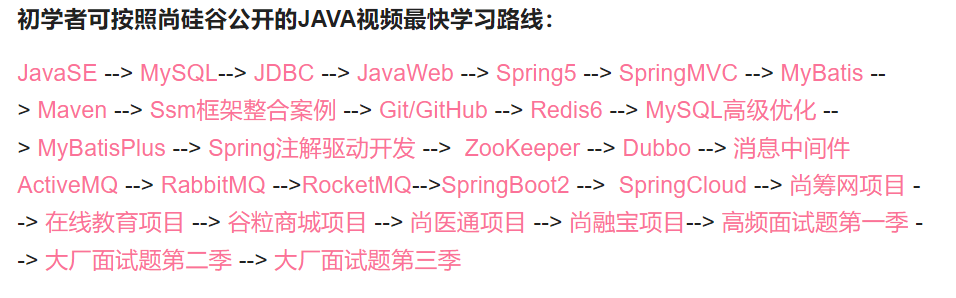 初学者可按照尚硅谷公开的JAVA视频最快学习路线：
JavaSE --> MySQL--> JDBC --> JavaWeb --> Spring5 --> SpringMVC --> MyBatis --
> Maven --> Ssm框架整合案例 --> Git/GitHub --> Redis6 --> MySQL高级优化 --
> MyBatisPlus --> Spring注解驱动开发 --> ZooKeeper --> Dubbo --> 消息中间件
ActiveMQ --> RabbitMQ -->RocketMQ-->SpringBoot2 --> SpringCloud --> 尚筹网项目 -
-> 在线教育项目 --> 谷粒商城项目 --> 尚医通项目 --> 尚融宝项目--> 高频面试题第一季 -
-> 大厂面试题第二季 --> 大厂面试题第三季